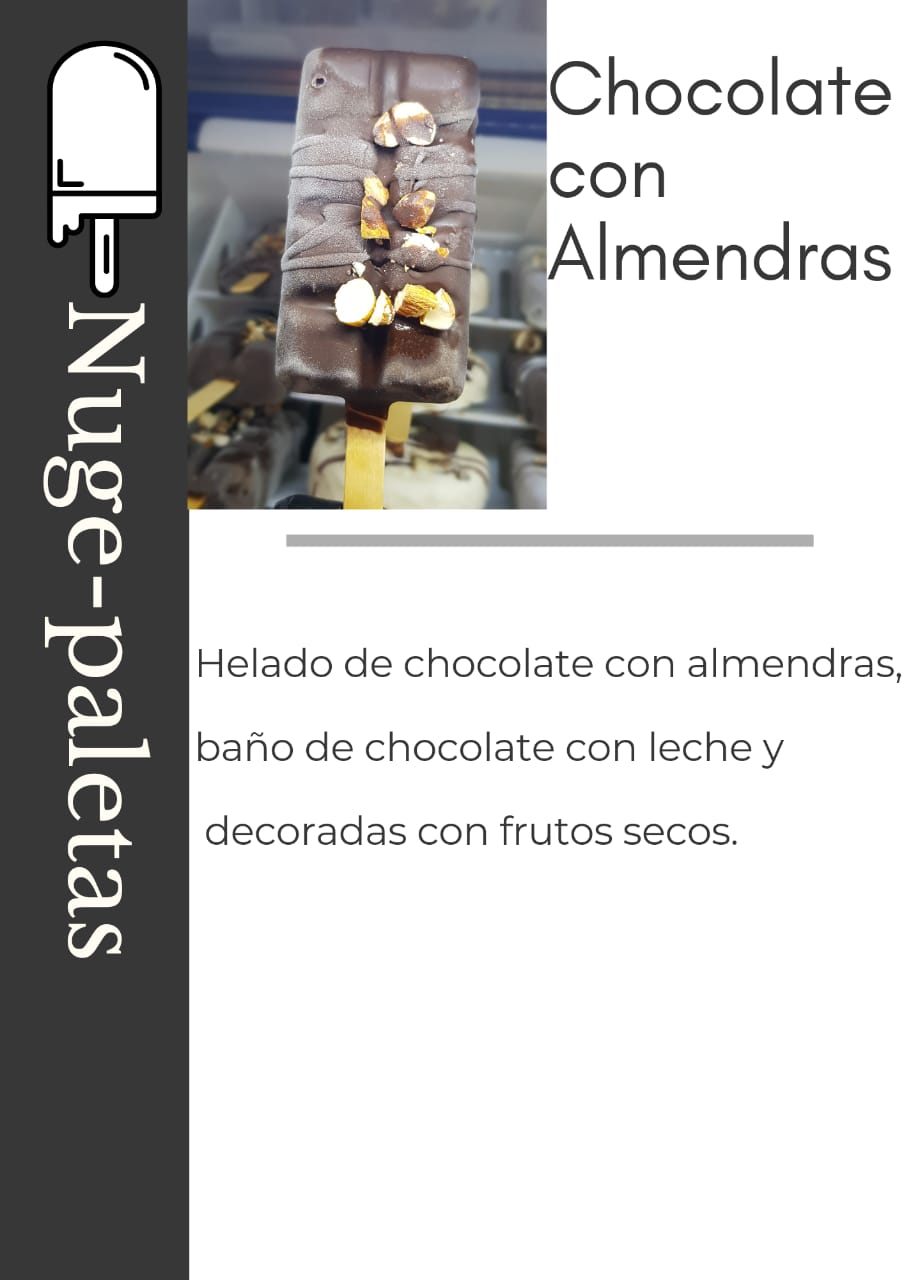 Nuge-paletas
Chocolate
con
Almendras
Helado de chocolate con almendras,
baño de chocolate con leche y
decoradas con frutos secos.